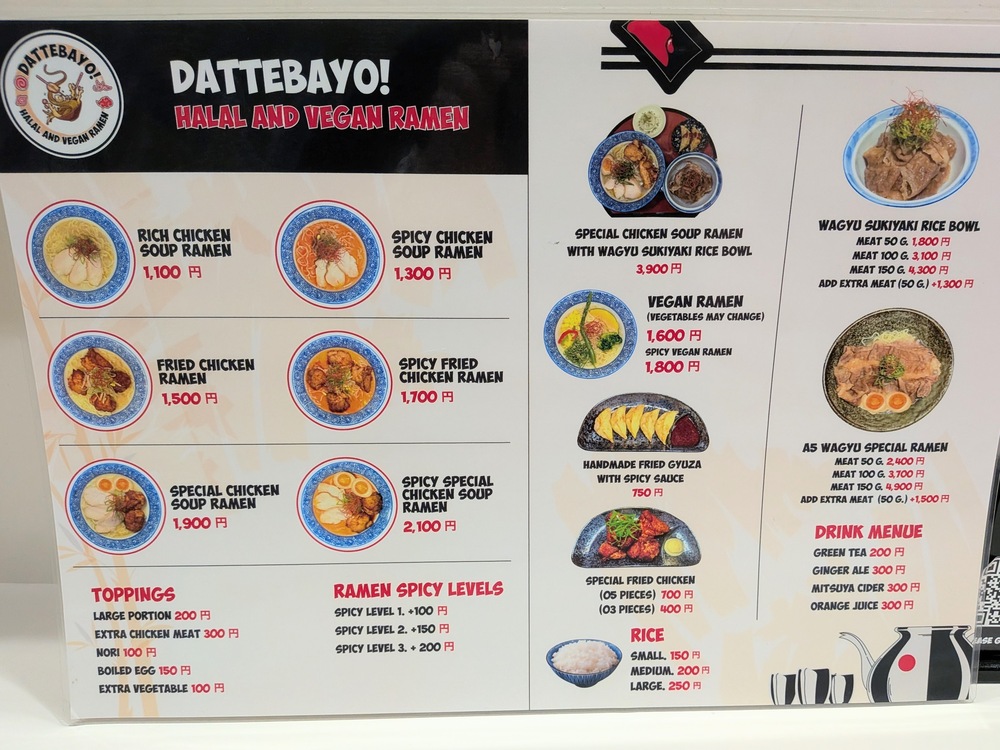 DATTEBAYO!
HALAL AND VEGAN RAMEN
DATTEBAYO!
HALAL AND VEGAN RAMEN
RICH CHICKEN
SOUP RAMEN
1,100 円
SPICY CHICKEN
SOUP RAMEN
1,300 円
FRIED CHICKEN
RAMEN
1,500 円
SPICY FRIED
CHICKEN RAMEN
1,700 円
SPECIAL CHICKEN
SOUP RAMEN
1,900 円
SPICY SPECIAL
CHICKEN SOUP
RAMEN
2,100 円
TOPPINGS
LARGE PORTION 200 円
EXTRA CHICKEN MEAT 300 円
NORI 100 円
BOILED EGG 150 円
EXTRA VEGETABLE 100 円
RAMEN SPICY LEVELS
SPICY LEVEL 1. +100 円
SPICY LEVEL 2. +150 円
SPICY LEVEL 3. + 200 円
SPECIAL CHICKEN SOUP RAMEN
WITH WAGYU SUKIYAKI RICE BOWL
3,900 円
VEGAN RAMEN
(VEGETABLES MAY CHANGE)
1,600 円
SPICY VEGAN RAMEN
1,800 円
HANDMADE FRIED GYUZA
WITH SPICY SAUCE
750 円
SPECIAL FRIED CHICKEN
(05 PIECES) 700 円
(03 PIECES) 400 円
RICE
SMALL. 150 円
MEDIUM. 200 円
LARGE. 250 円
WAGYU SUKIYAKI RICE BOWL
MEAT 50 G. 1,800 円
MEAT 100 G. 3,100 円
MEAT 150 G. 4,300 円
ADD EXTRA MEAT (50 G.) +1,300 円
A5 WAGYU SPECIAL RAMEN
MEAT 50 G. 2,400 円
MEAT 100 G. 3,700 円
MEAT 150 G. 4,900 円
ADD EXTRA MEAT (50 G.) +1,500 円
DRINK MENUE
GREEN TEA 200 円
GINGER ALE 300 円
MITSUYA CIDER 300 円
ORANGE JUICE 300 円